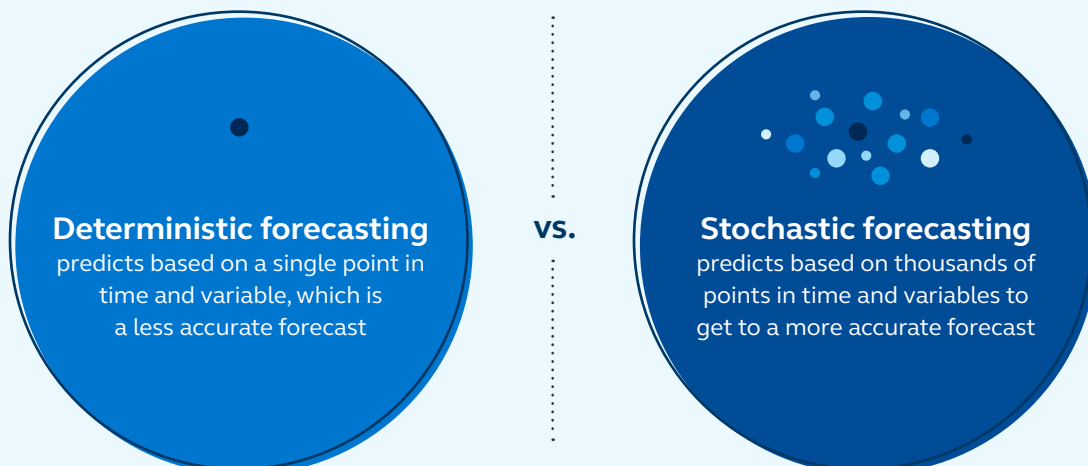 Deterministic forecasting
predicts based on a single point in
time and variable, which is
a less accurate forecast
vs.
Stochastic forecasting
predicts based on thousands of
points in time and variables to
get to a more accurate forecast